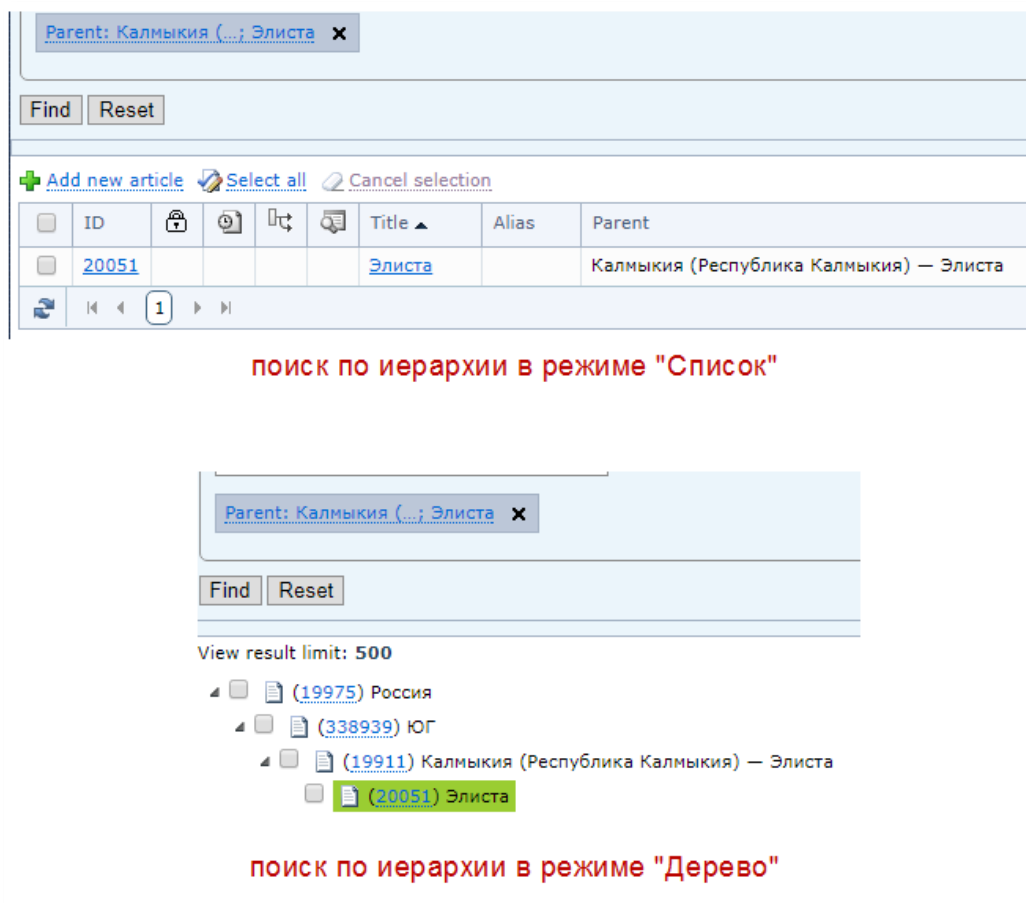 Parent: Калмыкия (...; Элиста ×
Find Reset
Add new article Select all Cancel selection
ID Title Alias Parent
20051 Элиста Калмыкия (Республика Калмыкия) — Элиста
1
поиск по иерархии в режиме "Список"
Parent: Калмыкия (...; Элиста ×
Find Reset
View result limit: 500
(19975) Россия
(338939) ЮГ
(19911) Калмыкия (Республика Калмыкия) — Элиста
(20051) Элиста
поиск по иерархии в режиме "Дерево"